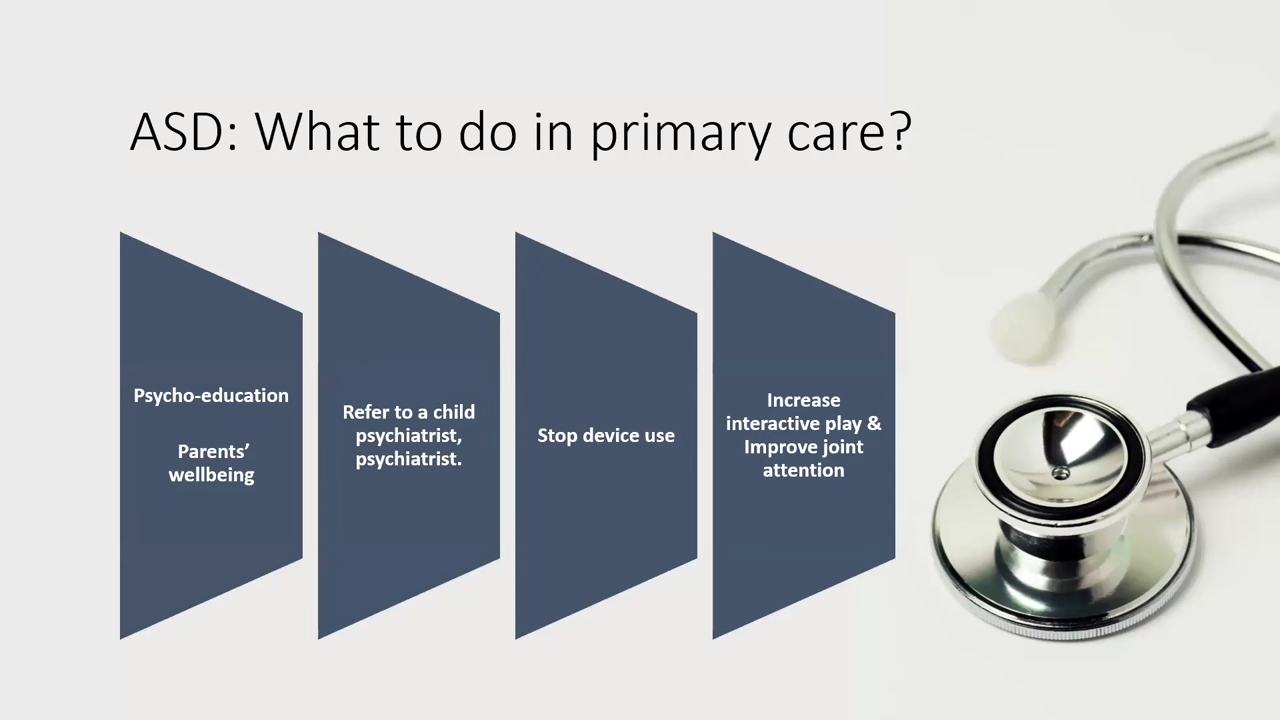 ASD: What to do in primary care?
Psycho-education
Parents’
wellbeing
Refer to a child
psychiatrist,
psychiatrist.
Stop device use
Increase
interactive play &
Improve joint
attention